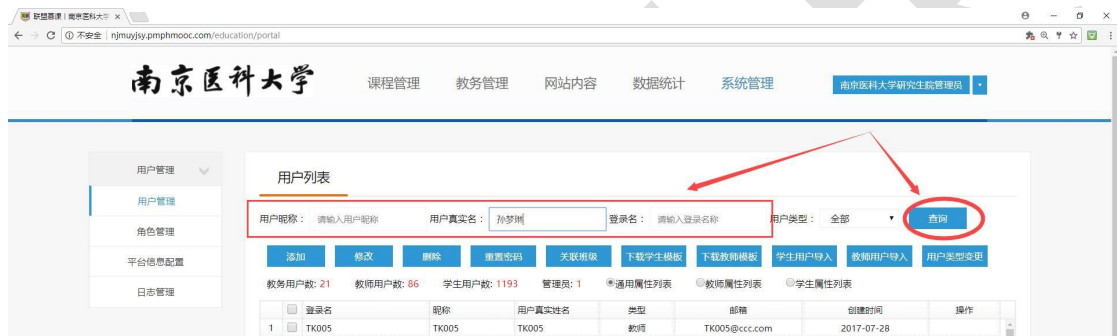 联盟慕课 | 南京医科大学
不安全 | njmuyjsy.pmphmooc.com/education/portal
南京医科大学 课程管理 教务管理 网站内容 数据统计 系统管理 南京医科大学研究生院管理员
用户管理
用户管理
角色管理
平台信息配置
日志管理
用户列表
用户昵称： 请输入用户昵称 用户真实名： 孙梦琳 登录名： 请输入登录名称 用户类型： 全部 查询
添加 修改 删除 重置密码 关联班级 下载学生模板 下载教师模板 学生用户导入 教师用户导入 用户类型变更
教务用户数: 21 教师用户数: 86 学生用户数: 1193 管理员: 1 通用属性列表 教师属性列表 学生属性列表
登录名 昵称 用户真实姓名 类型 邮箱 创建时间 操作
1 TK005 TK005 TK005 教师 TK005@ccc.com 2017-07-28